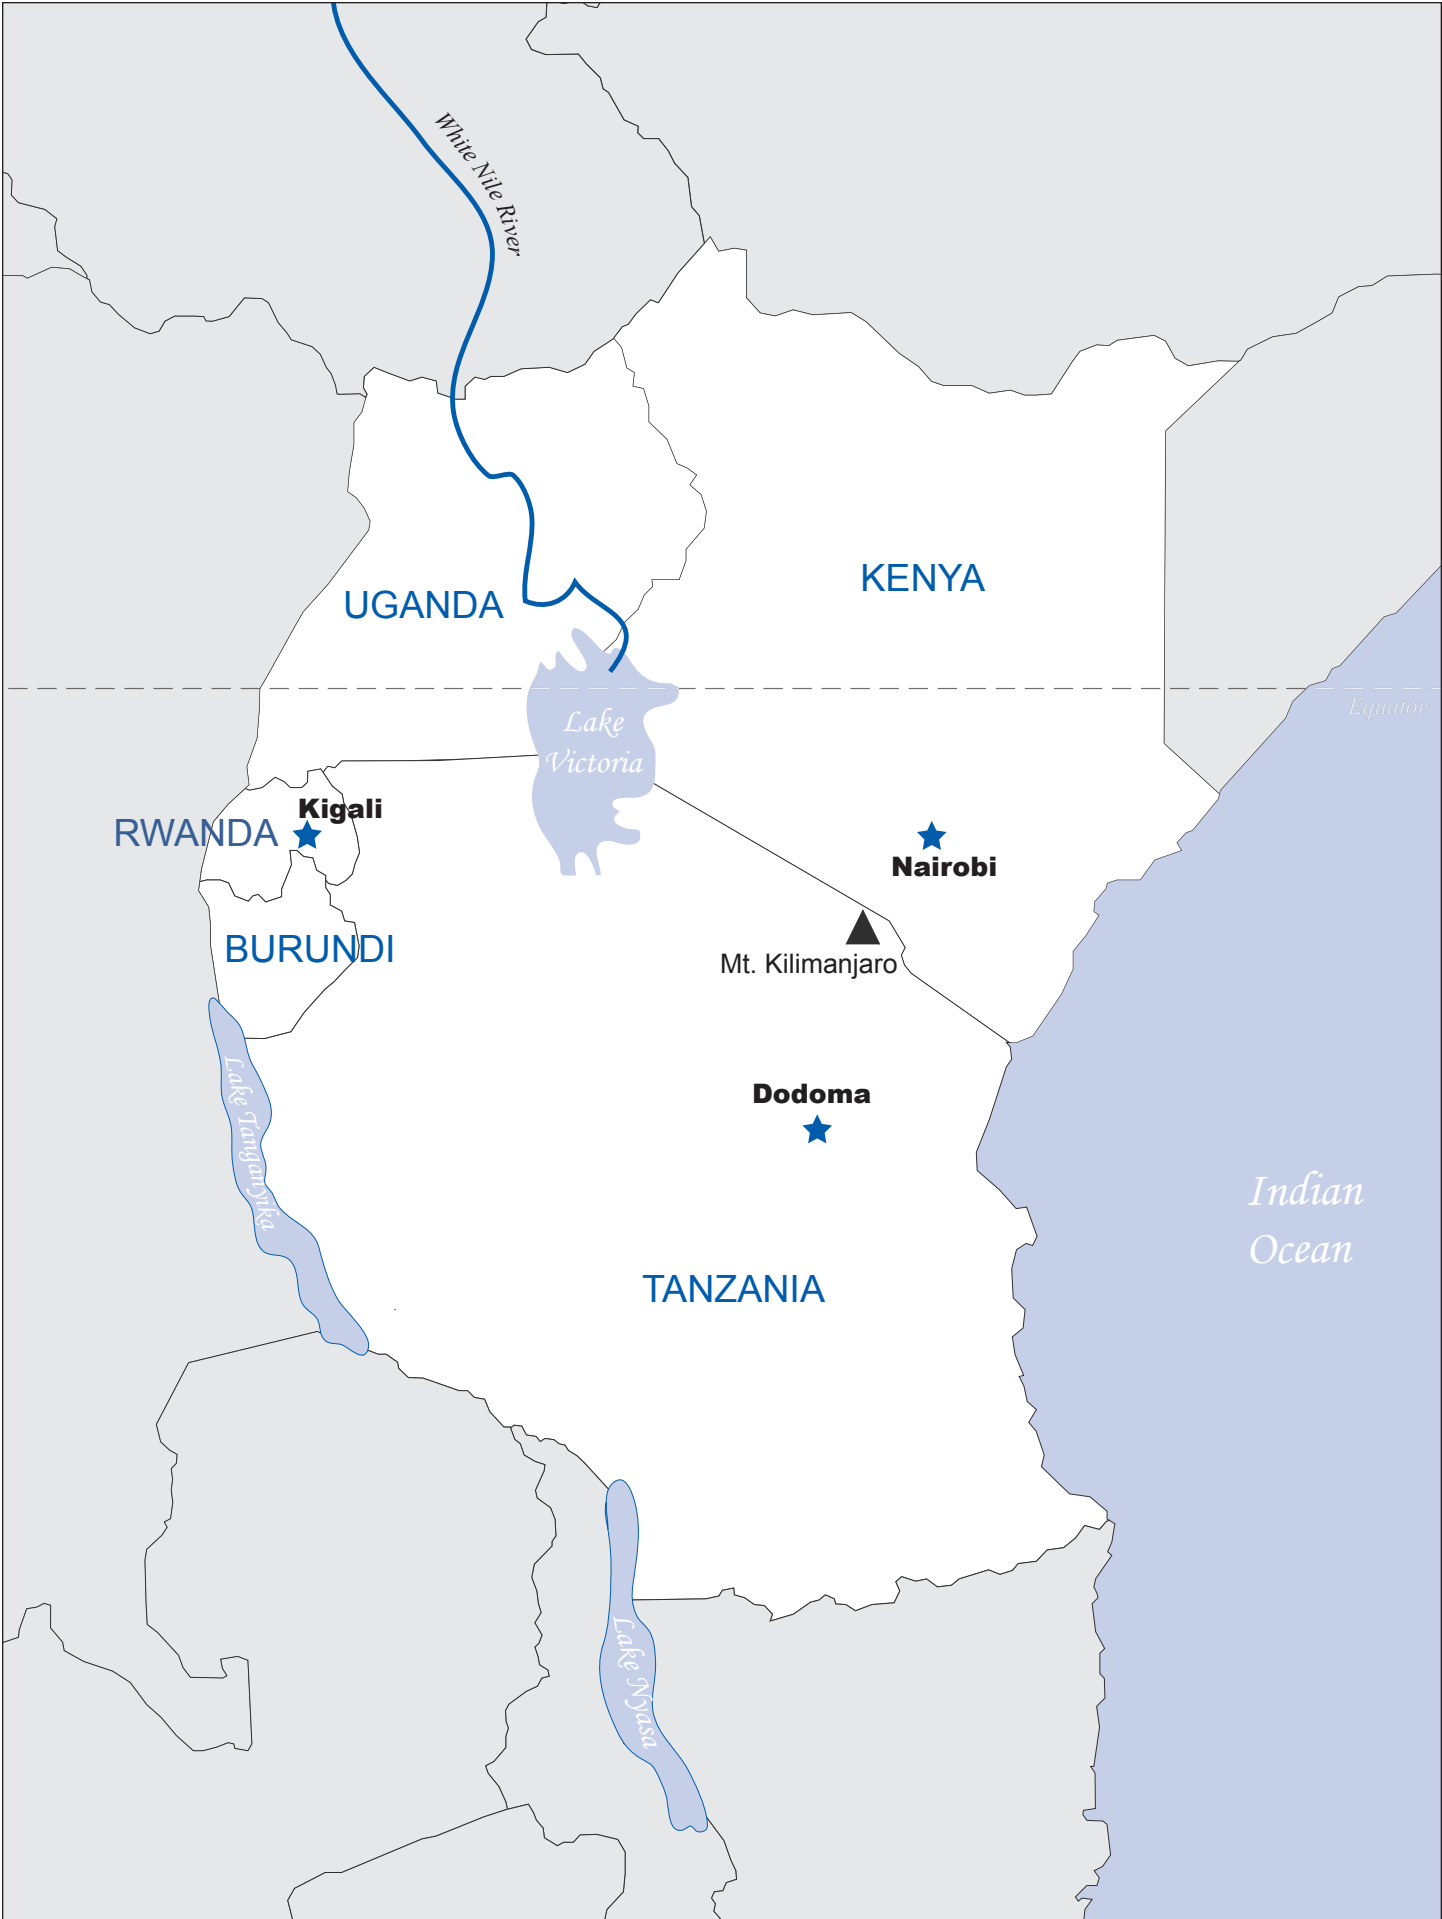 White Nile River
KENYA
UGANDA
Equator
Lake
Victoria
Kigali
RWANDA
Nairobi
BURUNDI
Mt. Kilimanjaro
Lake Tanganyika
Dodoma
Indian
Ocean
TANZANIA
Lake Nyasa